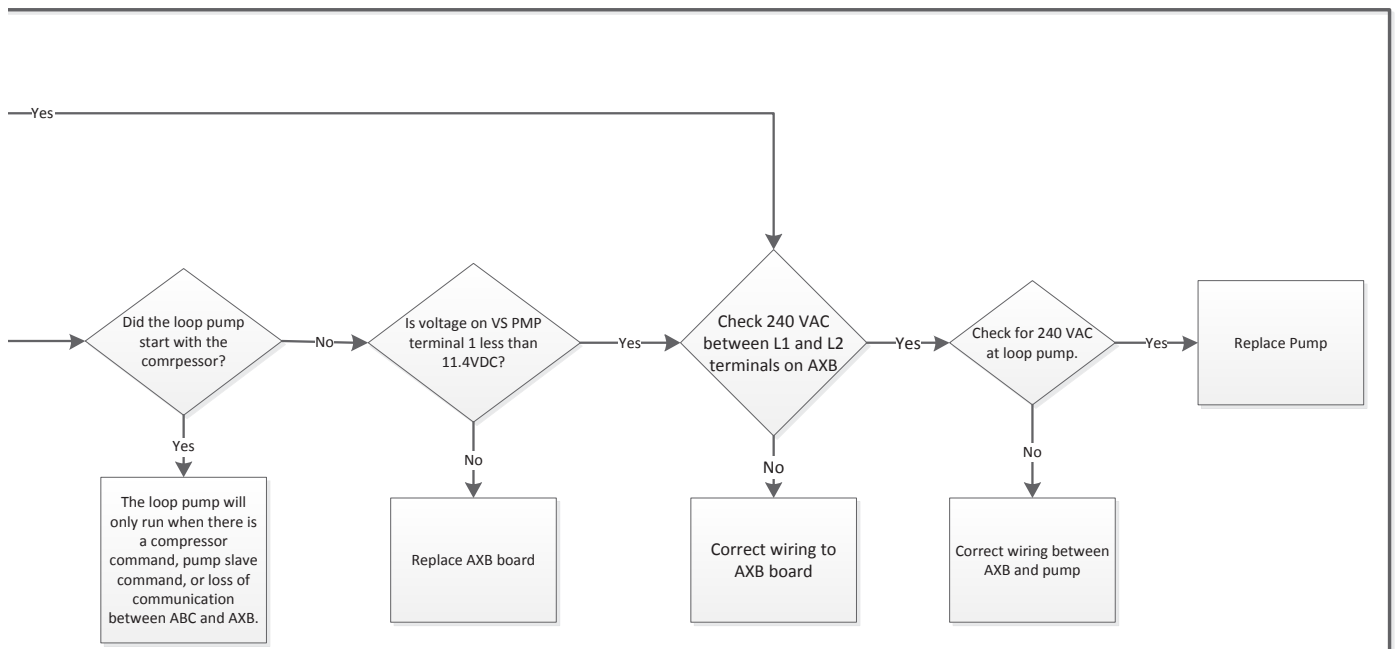 Yes
Did the loop pump
start with the
comrpessor?
No
Is voltage on VS PMP
terminal 1 less than
11.4VDC?
Yes
Check 240 VAC
between L1 and L2
terminals on AXB
Yes
Check for 240 VAC
at loop pump.
Yes
Replace Pump
Yes
No
No
No
The loop pump will
only run when there is
a compressor
command, pump slave
command, or loss of
communication
between ABC and AXB.
Replace AXB board
Correct wiring to
AXB board
Correct wiring between
AXB and pump